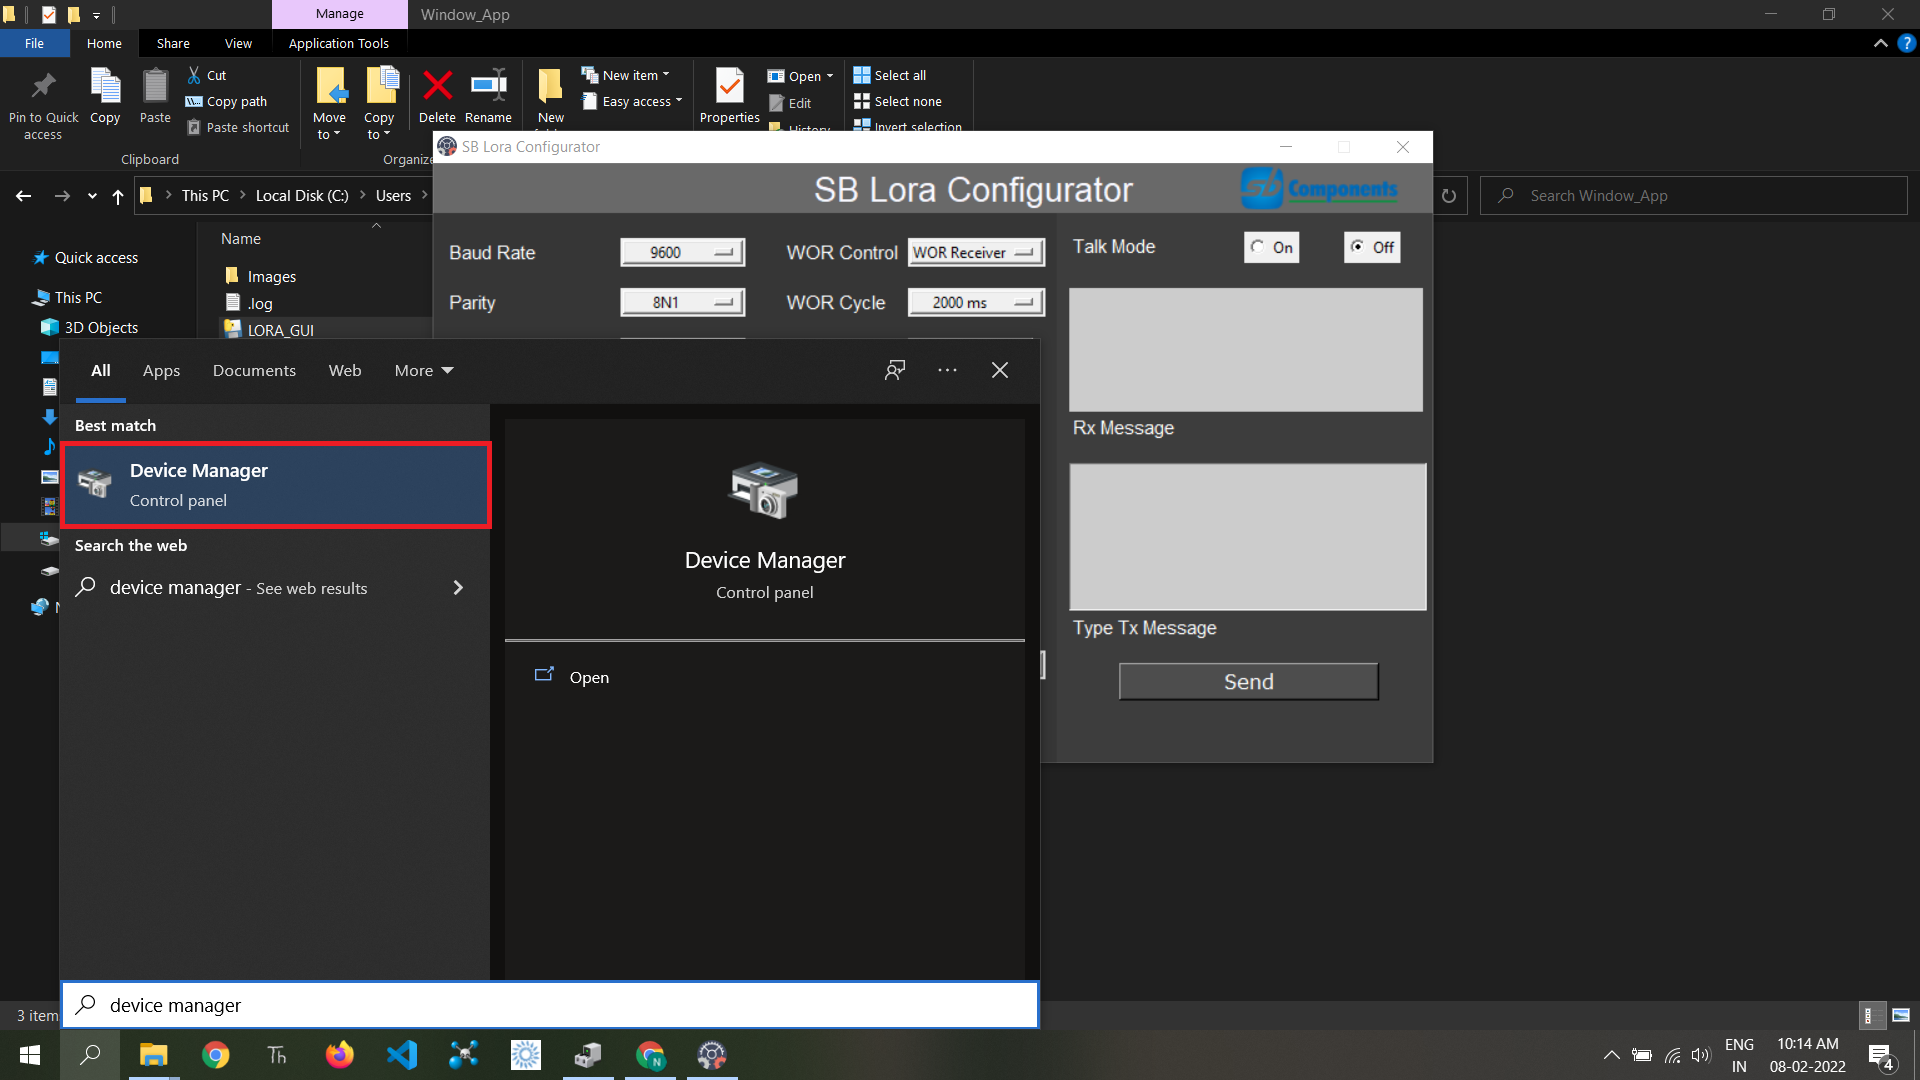 Manage
Window_App
File
Home
Share
View
Application Tools
Pin to Quick access
Copy
Paste
Cut
Copy path
Paste shortcut
Clipboard
Move to
Copy to
Delete
Rename
Organize
New
New item
Easy access
Properties
Open
Edit
History
Select all
Select none
Invert selection
This PC
Local Disk (C:)
Users
Search Window_App
SB Lora Configurator
SB Lora Configurator
sb Components
Name
Quick access
This PC
3D Objects
Images
.log
LORA_GUI
Baud Rate
9600
WOR Control
WOR Receiver
Parity
8N1
WOR Cycle
2000 ms
Talk Mode
On
Off
Rx Message
Type Tx Message
Send
All
Apps
Documents
Web
More
Best match
Device Manager
Control panel
Search the web
device manager - See web results
Device Manager
Control panel
Open
device manager
3 item
Th
N
ENG
IN
10:14 AM
08-02-2022
4